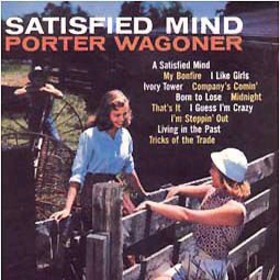 SATISFIED MIND
PORTER WAGONER
A Satisfied Mind
My Bonfire I Like Girls
Ivory Tower Company's Comin'
Born to Lose Midnight
That's It I Guess I'm Crazy
I'm Steppin' Out
Living in the Past
Tricks of the Trade